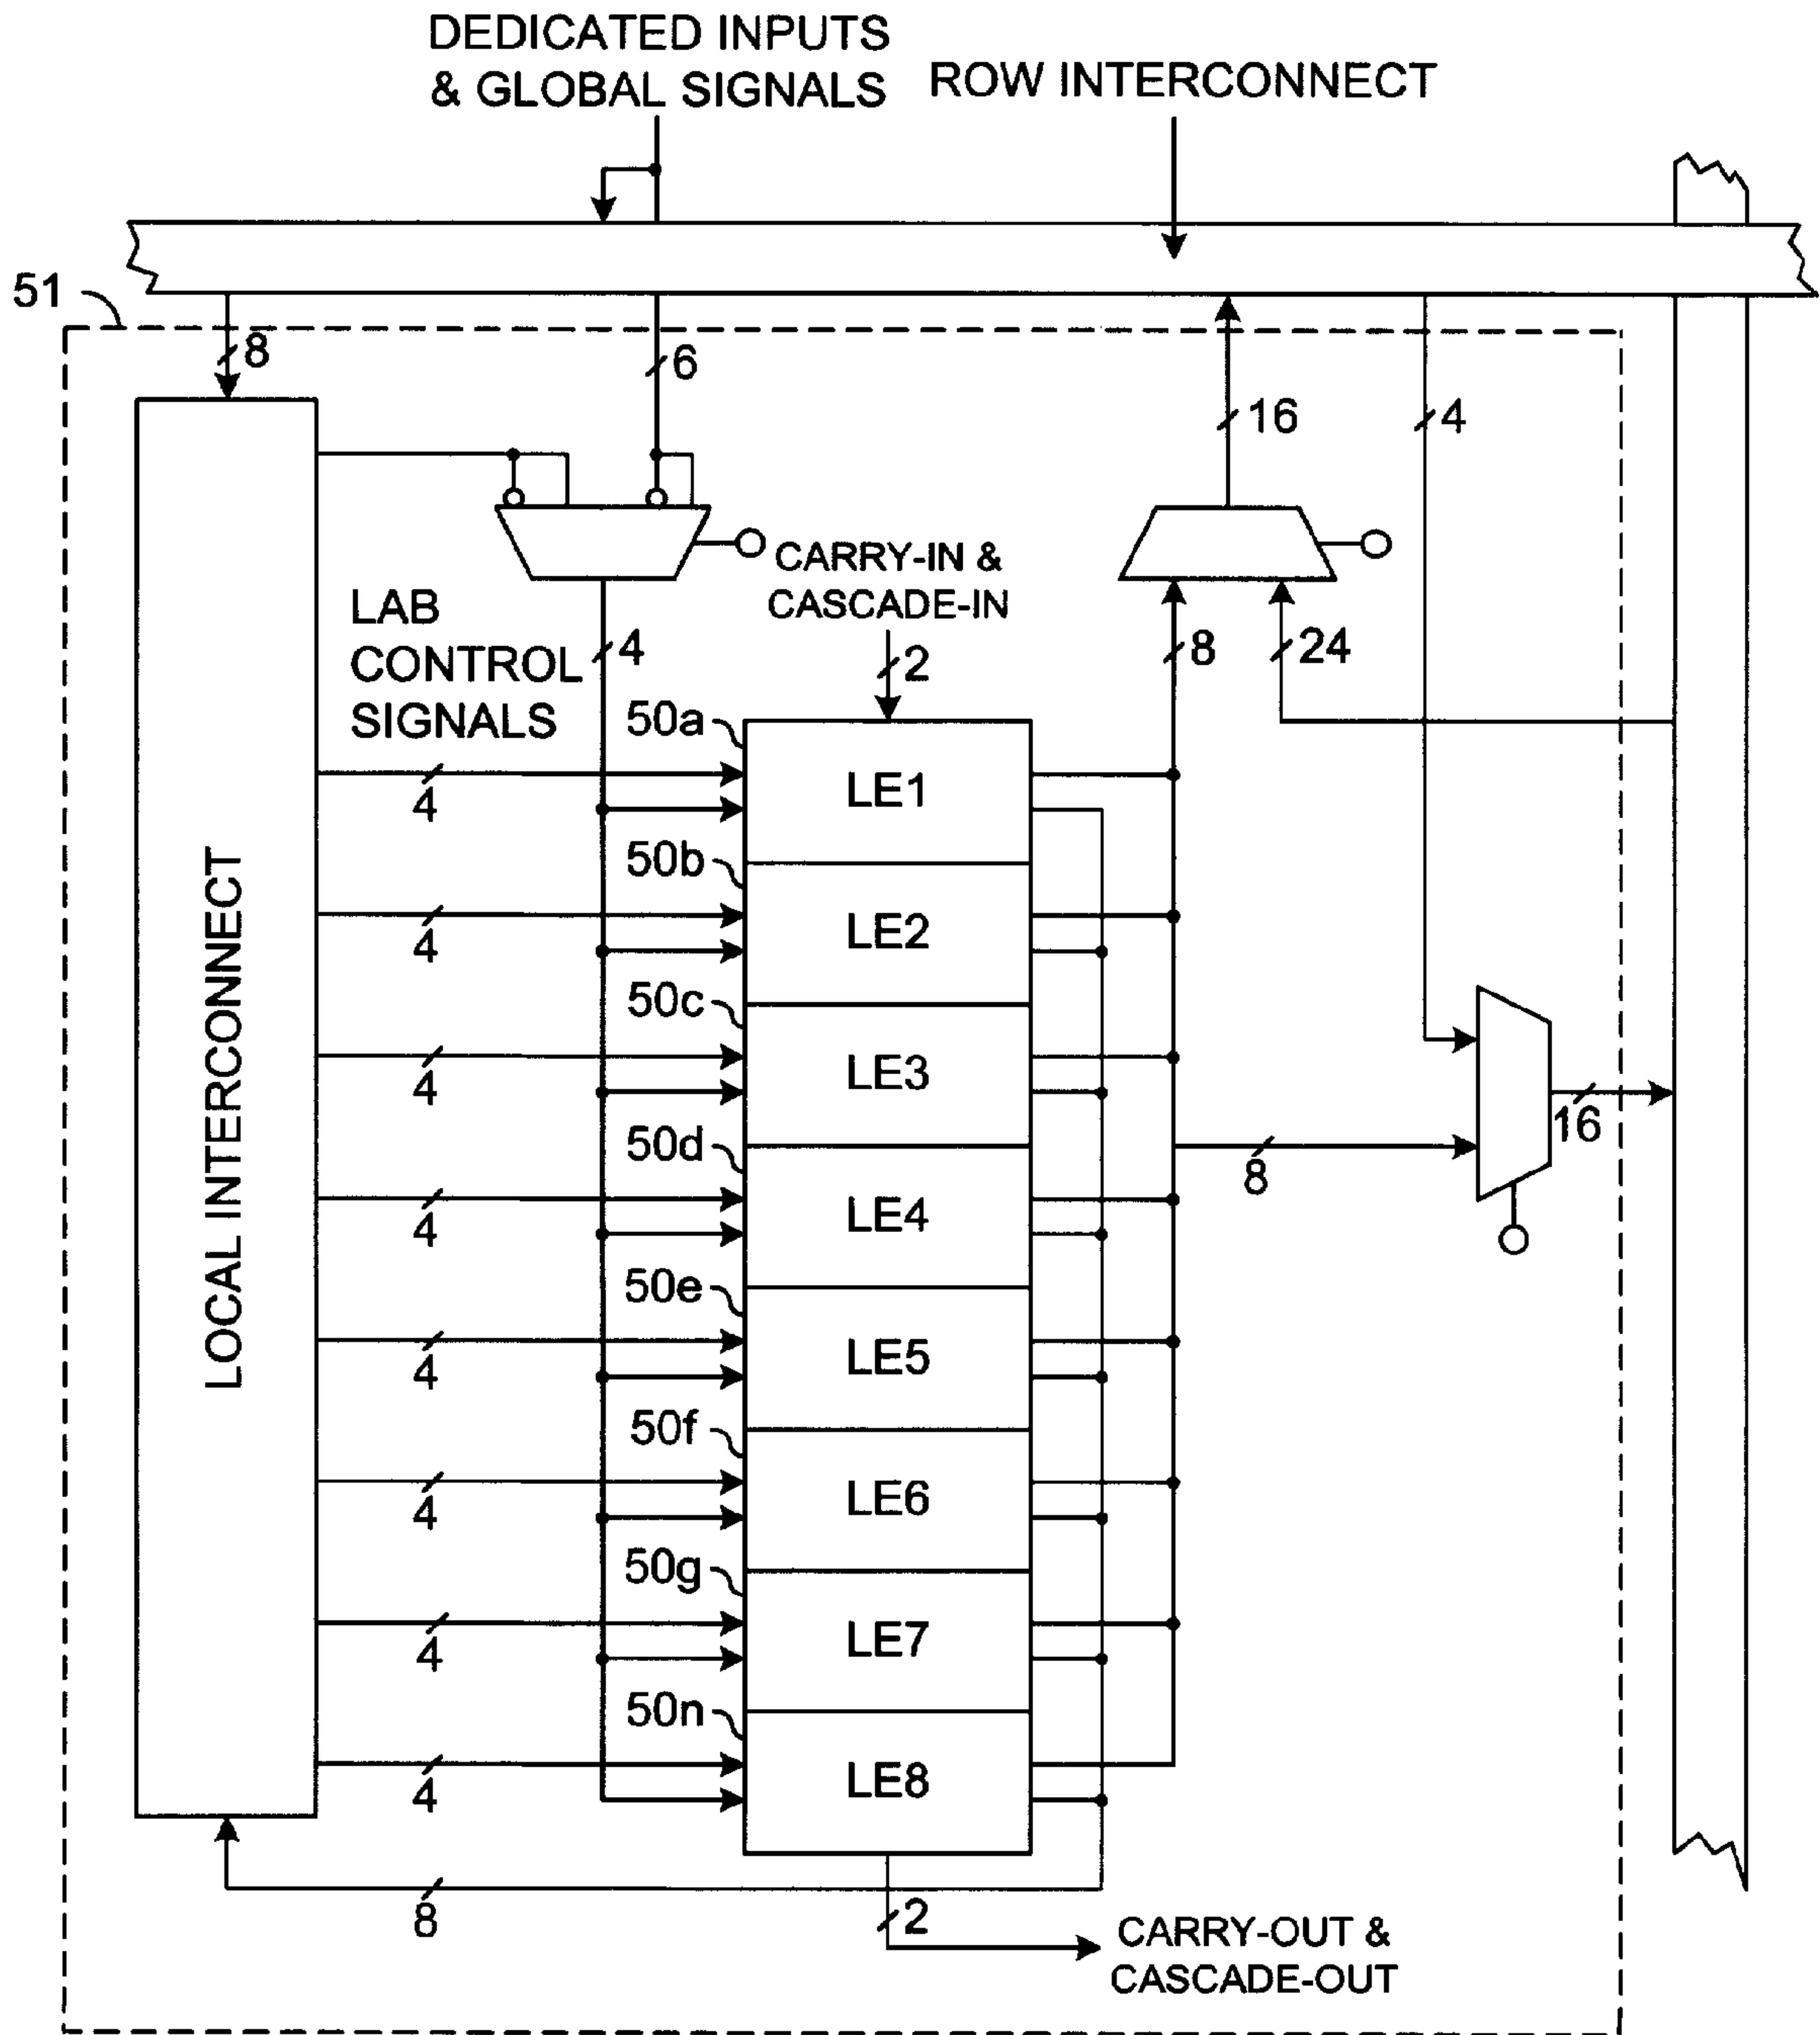 DEDICATED INPUTS
& GLOBAL SIGNALS
ROW INTERCONNECT
51
8
6
16
4
CARRY-IN &
CASCADE-IN
LAB
CONTROL
SIGNALS
4
2
8
24
50a
4
LE1
50b
4
LE2
50c
4
LE3
50d
4
LE4
8
16
50e
4
LE5
50f
4
LE6
50g
4
LE7
50n
4
LE8
LOCAL INTERCONNECT
8
2
CARRY-OUT &
CASCADE-OUT